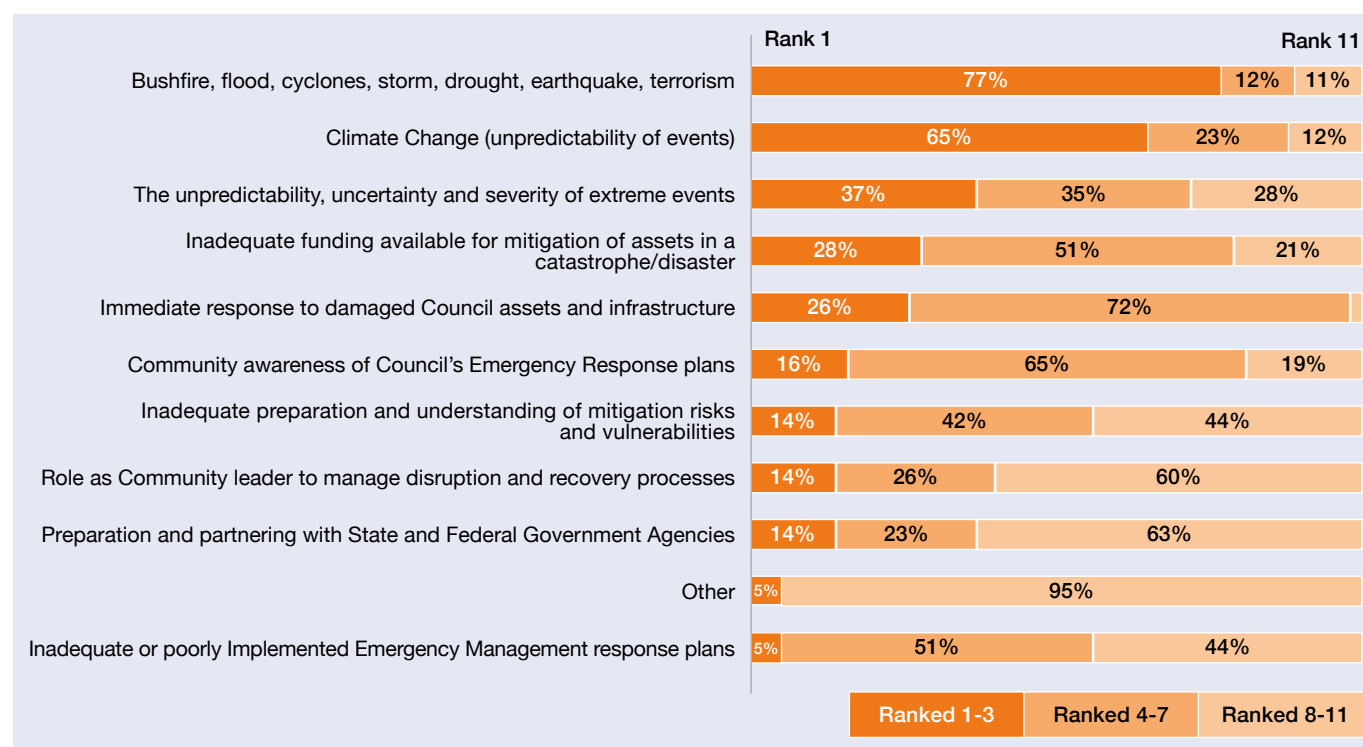 Rank 1 Rank 11
Bushfire, flood, cyclones, storm, drought, earthquake, terrorism 77% 12% 11%
Climate Change (unpredictability of events) 65% 23% 12%
The unpredictability, uncertainty and severity of extreme events 37% 35% 28%
Inadequate funding available for mitigation of assets in a
catastrophe/disaster 28% 51% 21%
Immediate response to damaged Council assets and infrastructure 26% 72%
Community awareness of Council’s Emergency Response plans 16% 65% 19%
Inadequate preparation and understanding of mitigation risks
and vulnerabilities 14% 42% 44%
Role as Community leader to manage disruption and recovery processes 14% 26% 60%
Preparation and partnering with State and Federal Government Agencies 14% 23% 63%
Other 5% 95%
Inadequate or poorly Implemented Emergency Management response plans 5% 51% 44%
Ranked 1-3 Ranked 4-7 Ranked 8-11